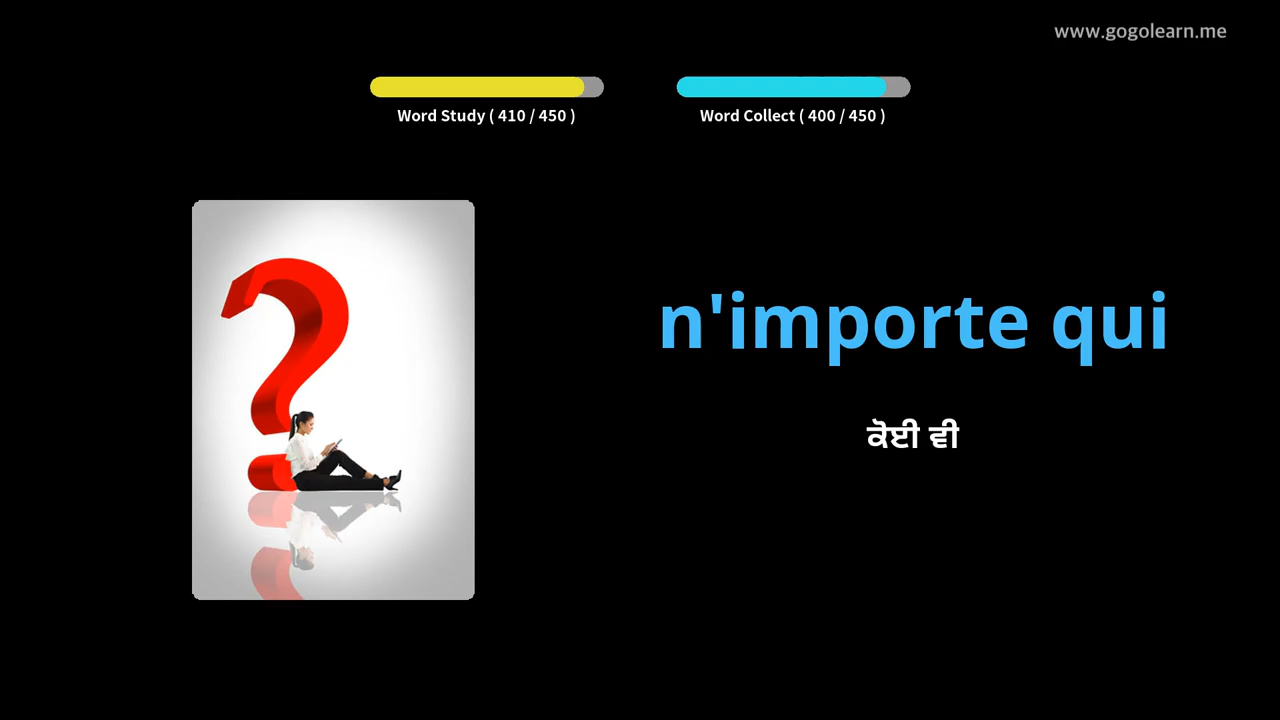 www.gogolearn.me
Word Study ( 410 / 450 )
Word Collect ( 400 / 450 )
n'importe qui
ਕੋਈ ਵੀ